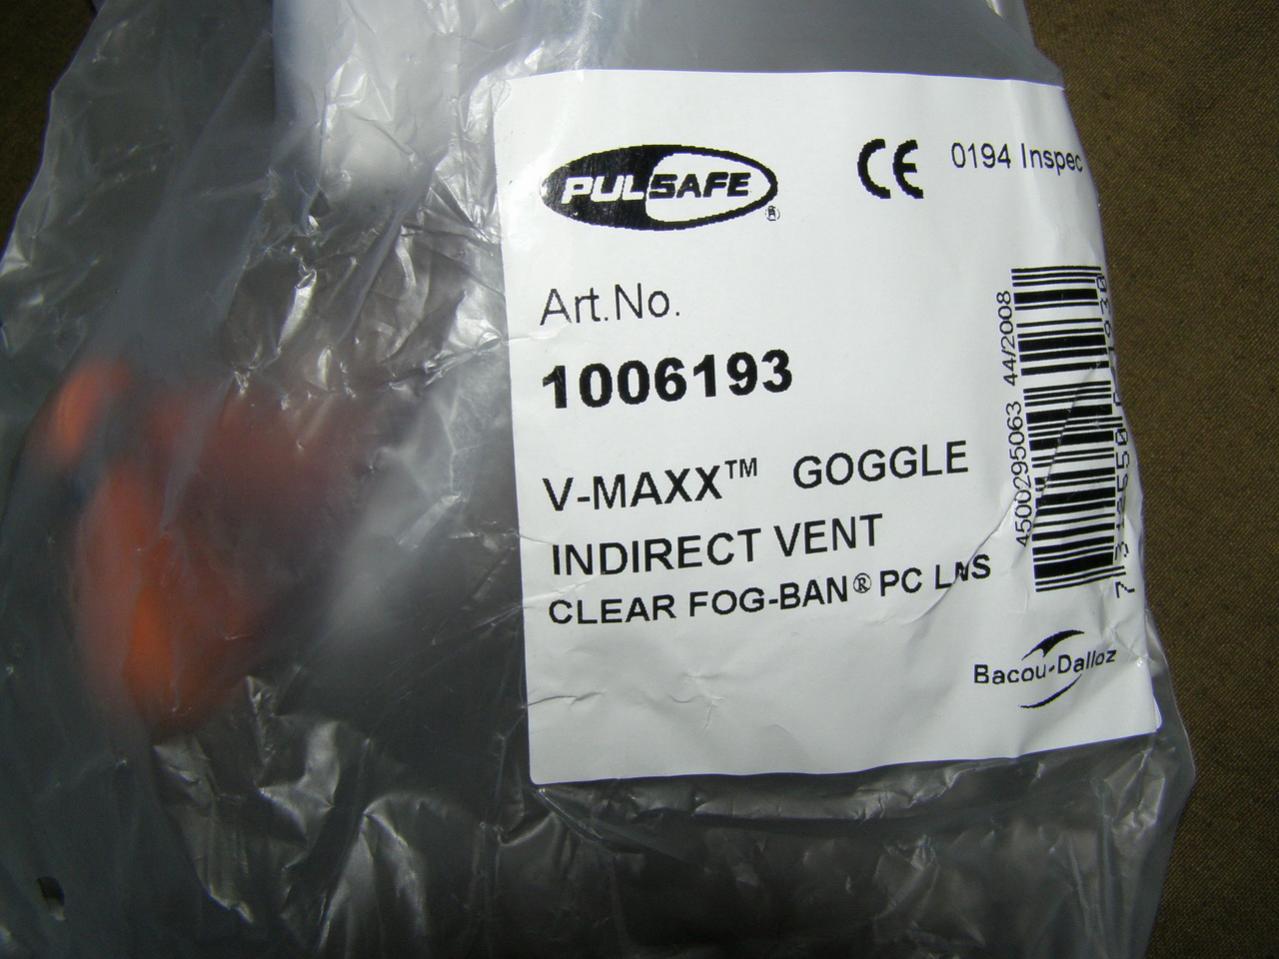 PULSAFE ®
CE 0194 Inspec
Art.No.
1006193
V-MAXX™ GOGGLE
INDIRECT VENT
CLEAR FOG-BAN® PC LNS
4500295063 44/2008
Bacou-Dalloz